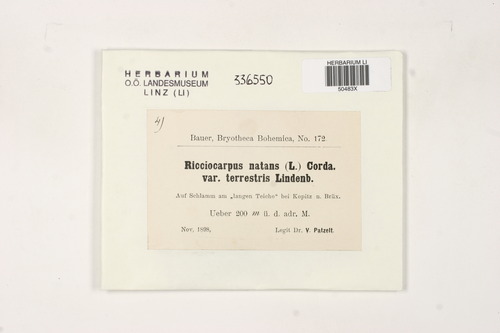 HERBARIUM
O.Ö. LANDESMUSEUM
LINZ (LI)
336550
HERBARIUM LI
50483X
4)
Bauer, Bryotheca Bohemica, No. 172.
Ricciocarpus natans (L.) Corda.
var. terrestris Lindenb.
Auf Schlamm am „langen Teiche“ bei Kopitz n. Brüx.
Ueber 200 m ü. d. adr. M.
Nov. 1898.
Legit Dr. V. Patzelt.